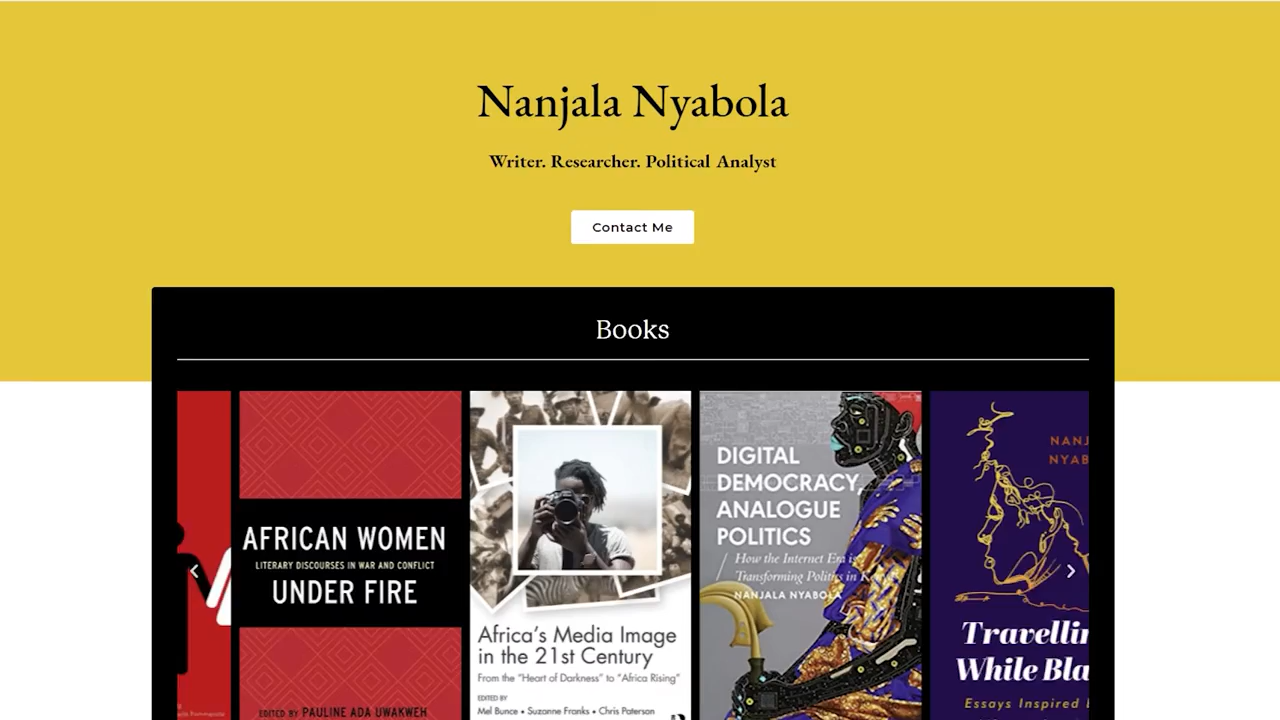 Nanjala Nyabola
Writer. Researcher. Political Analyst
Contact Me
Books
AFRICAN WOMEN
LITERARY DISCOURSES IN WAR AND CONFLICT
UNDER FIRE
EDITED BY PAULINE ADA UWAKWEH
Africa's Media Image
in the 21st Century
From the "Heart of Darkness" to "Africa Rising"
EDITED BY
Mel Bunce • Suzanne Franks • Chris Paterson
DIGITAL
DEMOCRACY,
ANALOGUE
POLITICS
How the Internet Era is
Transforming Politics in Kenya
NANJALA NYABOLA
NANJ
NYAB
Travellin
While Bla
Essays Inspired